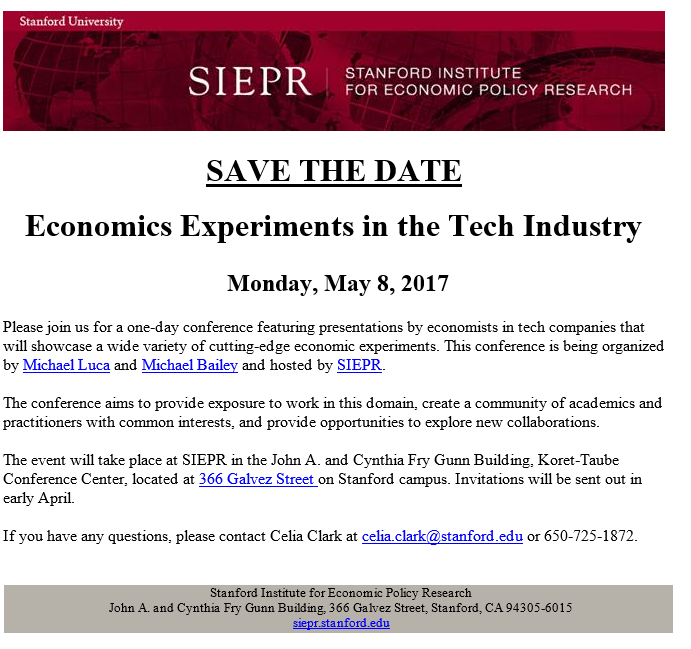 Stanford University
SIEPR
STANFORD INSTITUTE
FOR ECONOMIC POLICY RESEARCH
SAVE THE DATE
Economics Experiments in the Tech Industry
Monday, May 8, 2017
Please join us for a one-day conference featuring presentations by economists in tech companies that
will showcase a wide variety of cutting-edge economic experiments. This conference is being organized
by Michael Luca and Michael Bailey and hosted by SIEPR.
The conference aims to provide exposure to work in this domain, create a community of academics and
practitioners with common interests, and provide opportunities to explore new collaborations.
The event will take place at SIEPR in the John A. and Cynthia Fry Gunn Building, Koret-Taube
Conference Center, located at 366 Galvez Street on Stanford campus. Invitations will be sent out in
early April.
If you have any questions, please contact Celia Clark at celia.clark@stanford.edu or 650-725-1872.
Stanford Institute for Economic Policy Research
John A. and Cynthia Fry Gunn Building, 366 Galvez Street, Stanford, CA 94305-6015
siepr.stanford.edu